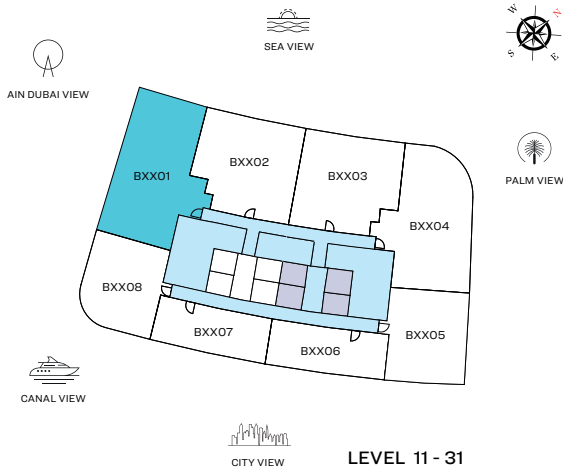 SEA VIEW
W
N
S
E
AIN DUBAI VIEW
BXX01
BXX02
BXX03
PALM VIEW
BXX04
BXX08
BXX07
BXX06
BXX05
CANAL VIEW
CITY VIEW
LEVEL 11 - 31